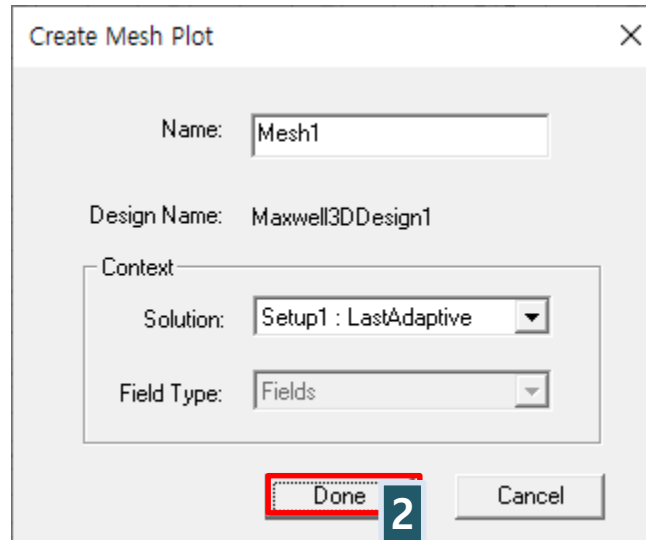 Create Mesh Plot
Name: Mesh1
Design Name: Maxwell3DDesign1
Context
Solution: Setup1 : LastAdaptive
Field Type: Fields
Done 2 Cancel